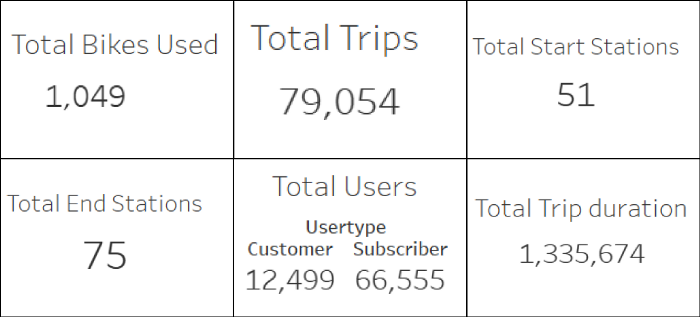 Total Bikes Used
1,049
Total Trips
79,054
Total Start Stations
51
Total End Stations
75
Total Users
Usertype
Customer Subscriber
12,499 66,555
Total Trip duration
1,335,674